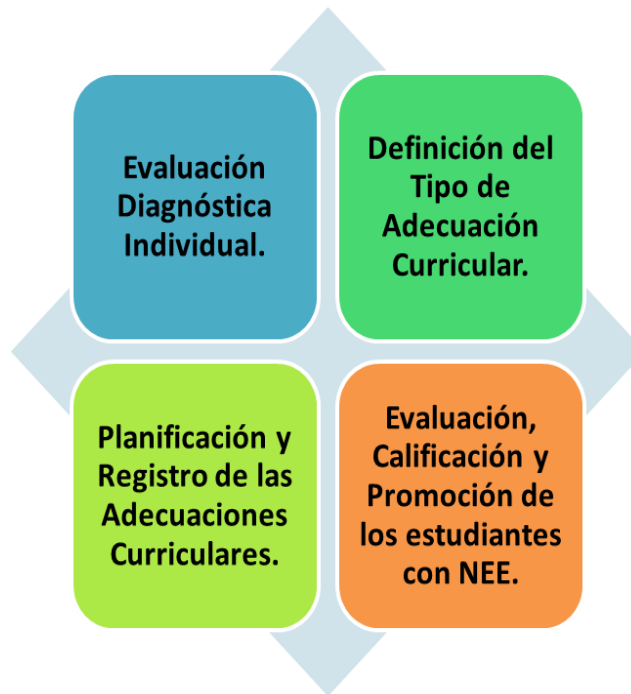 Evaluación
Diagnóstica
Individual.
Definición del
Tipo de
Adecuación
Curricular.
Planificación y
Registro de las
Adecuaciones
Curriculares.
Evaluación,
Calificación y
Promoción de
los estudiantes
con NEE.